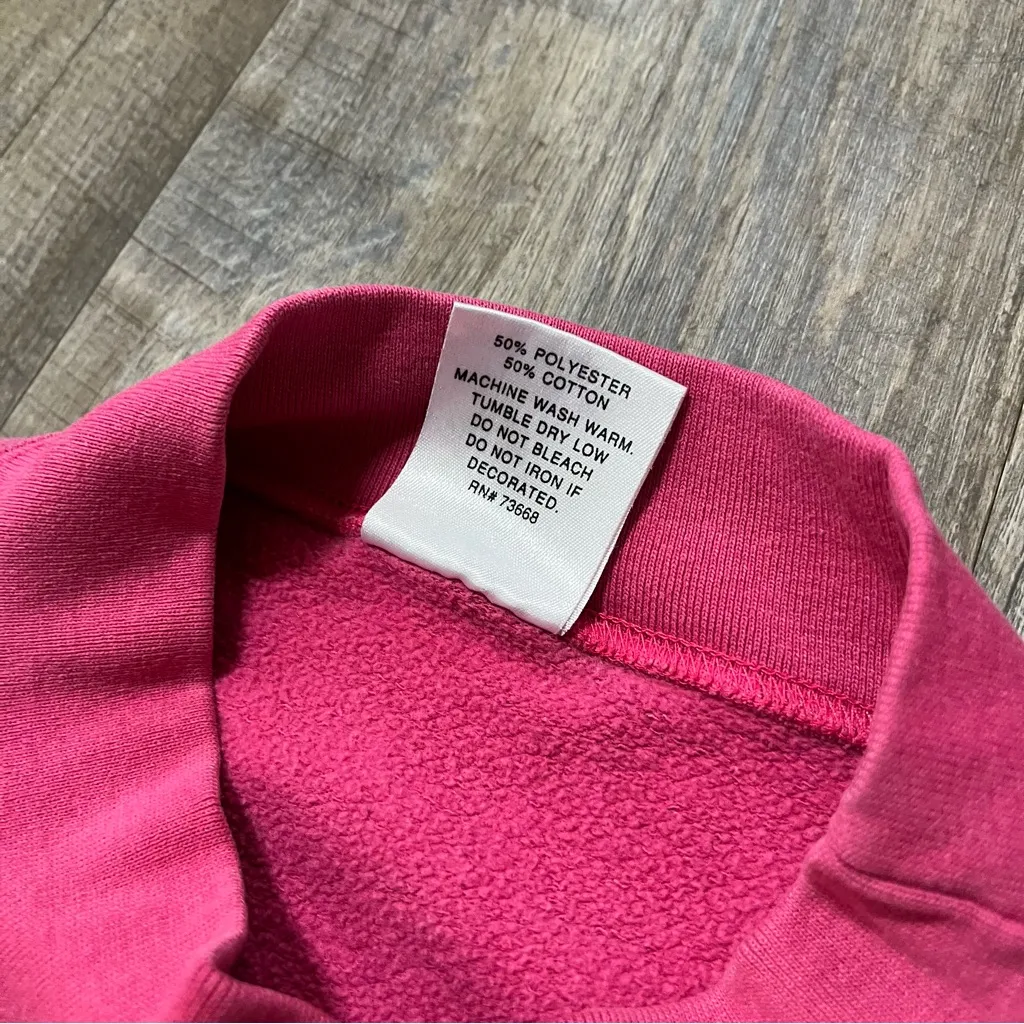 50% POLYESTER
50% COTTON
MACHINE WASH WARM.
TUMBLE DRY LOW
DO NOT BLEACH
DO NOT IRON IF
DECORATED.
RN# 73668